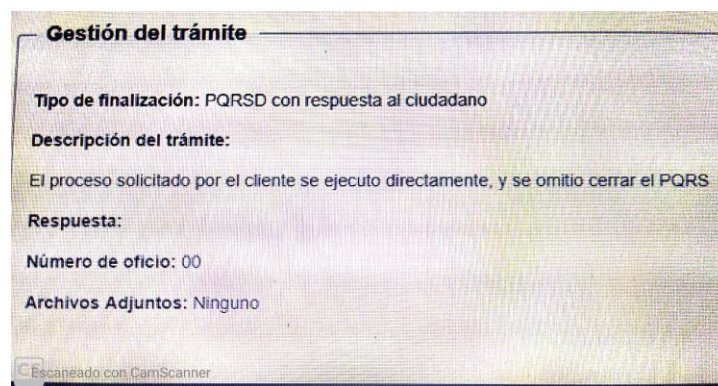 Gestión del trámite
Tipo de finalización: PQRSD con respuesta al ciudadano
Descripción del trámite:
El proceso solicitado por el cliente se ejecuto directamente, y se omitio cerrar el PQRS
Respuesta:
Número de oficio: 00
Archivos Adjuntos: Ninguno
CS Escaneado con CamScanner